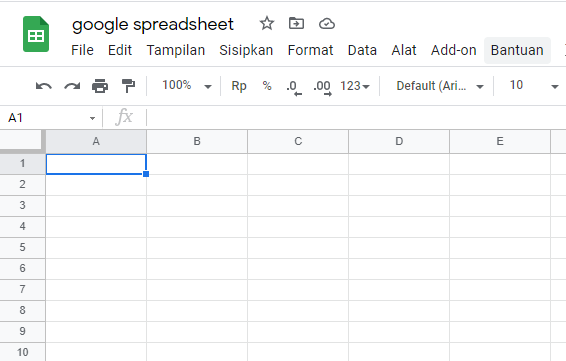 google spreadsheet
File Edit Tampilan Sisipkan Format Data Alat Add-on Bantuan
100% Rp % .0 .00 123 Default (Ari... 10
A1 fx
A B C D E
1
2
3
4
5
6
7
8
9
10